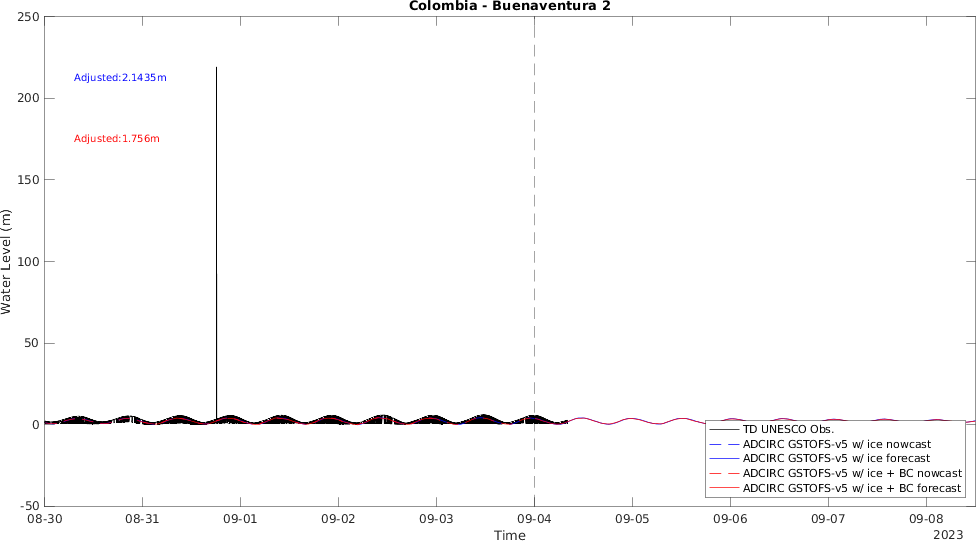 Colombia - Buenaventura 2
250
200
150
100
50
0
-50
Water Level (m)
Adjusted:2.1435m
Adjusted:1.756m
TD UNESCO Obs.
ADCIRC GSTOFS-v5 w/ ice nowcast
ADCIRC GSTOFS-v5 w/ ice forecast
ADCIRC GSTOFS-v5 w/ ice + BC nowcast
ADCIRC GSTOFS-v5 w/ ice + BC forecast
08-30 08-31 09-01 09-02 09-03 09-04 09-05 09-06 09-07 09-08
Time
2023